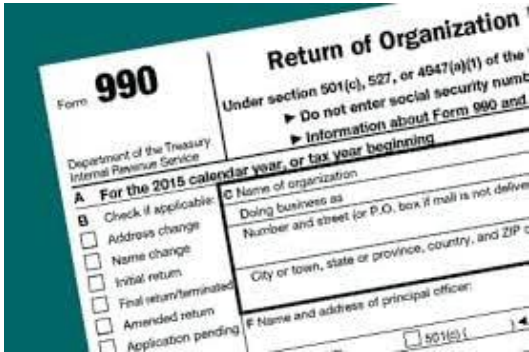 Form 990
Return of Organization
Under section 501(c), 527, or 4947(a)(1) of the
▶ Do not enter social security numb
▶ Information about Form 990 and
Department of the Treasury
Internal Revenue Service
A For the 2015 calendar year, or tax year beginning
B Check if applicable:
Address change
Name change
Initial return
Final return/terminated
Amended return
Application pending
C Name of organization
Doing business as
Number and street (or P.O. box if mail is not delive
City or town, state or province, country, and ZIP
F Name and address of principal officer:
501(c) ( ) ◀